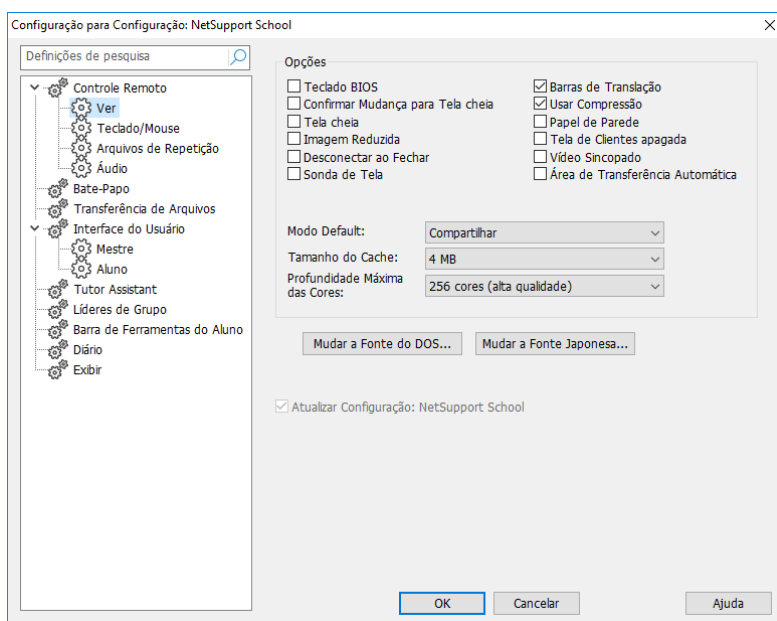 Configuração para Configuração: NetSupport School
Definições de pesquisa
Controle Remoto
Ver
Teclado/Mouse
Arquivos de Repetição
Áudio
Bate-Papo
Transferência de Arquivos
Interface do Usuário
Mestre
Aluno
Tutor Assistant
Líderes de Grupo
Barra de Ferramentas do Aluno
Diário
Exibir
Opções
Teclado BIOS
Confirmar Mudança para Tela cheia
Tela cheia
Imagem Reduzida
Desconectar ao Fechar
Sonda de Tela
Barras de Translação
Usar Compressão
Papel de Parede
Tela de Clientes apagada
Vídeo Sincopado
Área de Transferência Automática
Modo Default: Compartilhar
Tamanho do Cache: 4 MB
Profundidade Máxima
das Cores: 256 cores (alta qualidade)
Mudar a Fonte do DOS... Mudar a Fonte Japonesa...
Atualizar Configuração: NetSupport School
OK Cancelar Ajuda